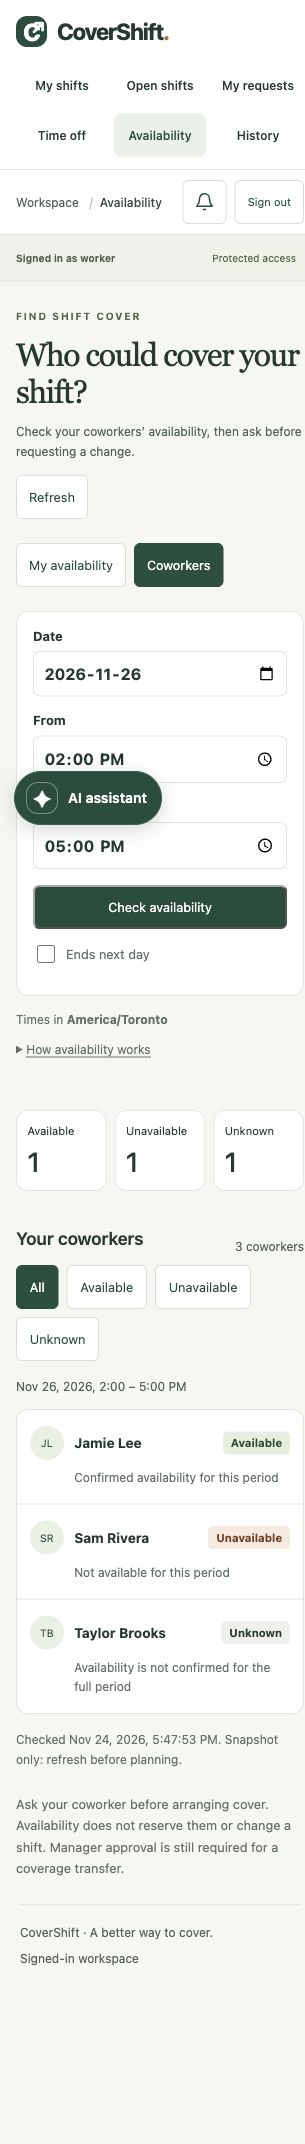 CoverShift.
My shifts
Open shifts
My requests
Time off
Availability
History
Workspace / Availability
Sign out
Signed in as worker
Protected access
FIND SHIFT COVER
Who could cover your
shift?
Check your coworkers’ availability, then ask before
requesting a change.
Refresh
My availability
Coworkers
Date
2026-11-26
From
02:00 PM
AI assistant
05:00 PM
Check availability
Ends next day
Times in America/Toronto
How availability works
Available
1
Unavailable
1
Unknown
1
Your coworkers
3 coworkers
All
Available
Unavailable
Unknown
Nov 26, 2026, 2:00 – 5:00 PM
JL
Jamie Lee
Available
Confirmed availability for this period
SR
Sam Rivera
Unavailable
Not available for this period
TB
Taylor Brooks
Unknown
Availability is not confirmed for the
full period
Checked Nov 24, 2026, 5:47:53 PM. Snapshot
only: refresh before planning.
Ask your coworker before arranging cover.
Availability does not reserve them or change a
shift. Manager approval is still required for a
coverage transfer.
CoverShift · A better way to cover.
Signed-in workspace